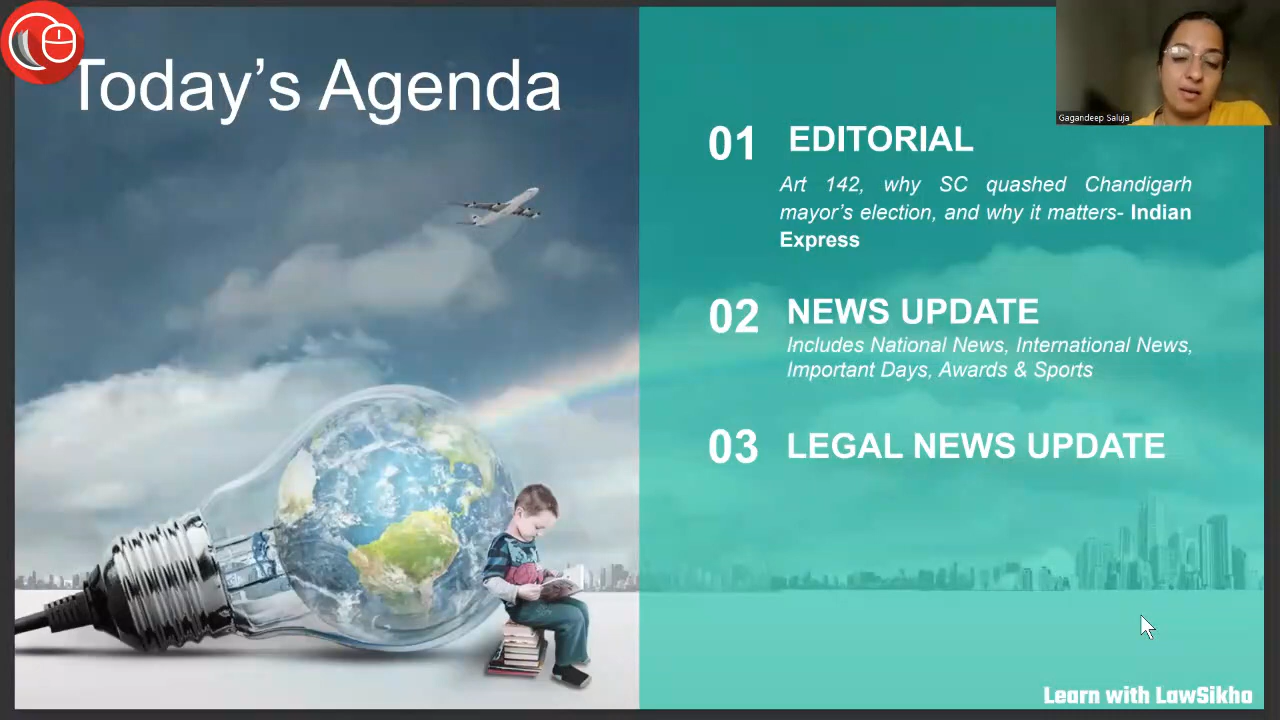 Today’s Agenda
Gagandeep Saluja
01 EDITORIAL
Art 142, why SC quashed Chandigarh
mayor’s election, and why it matters- Indian
Express
02 NEWS UPDATE
Includes National News, International News,
Important Days, Awards & Sports
03 LEGAL NEWS UPDATE
Learn with LawSikho